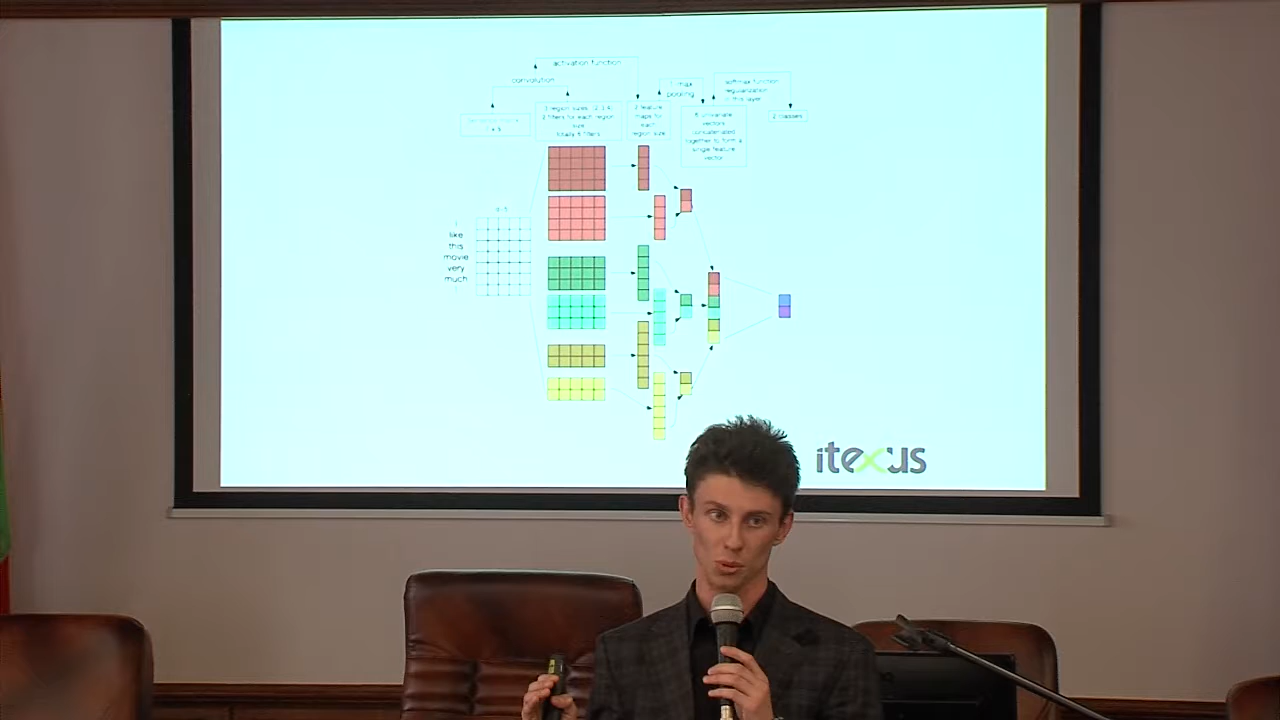 activation function
convolution
1 max
pooling
softmax function
regularization
in this layer
3 region sizes: (2,3,4)
2 filters for each region
size
totally 6 filters
2 feature
maps for
each
region size
6 univariate
vectors
concatenated
together to form a
single feature
vector
2 classes
d=5
I
like
this
movie
very
much
!
itexus